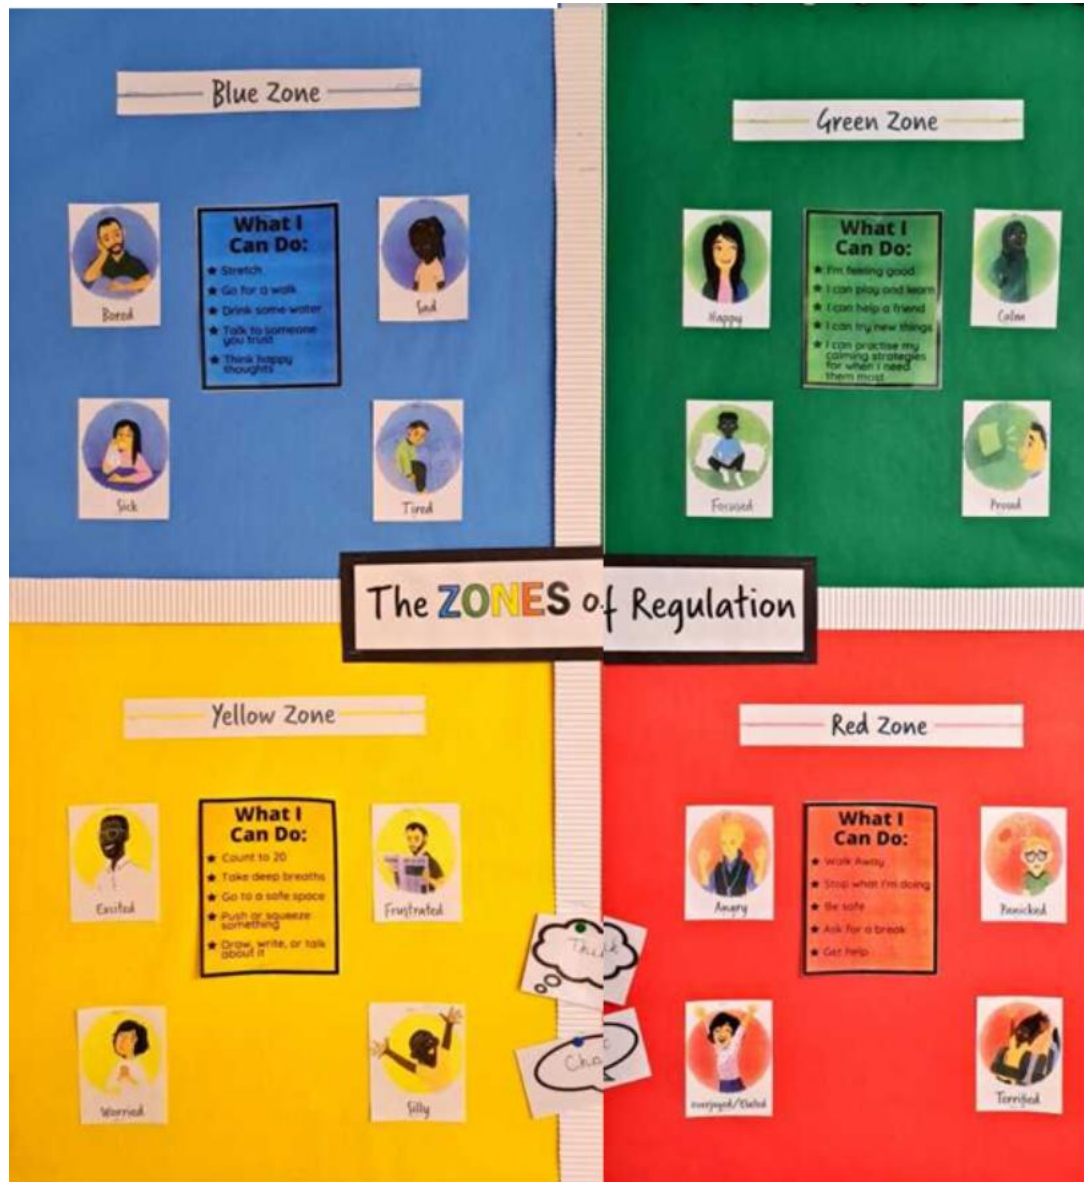 Blue Zone
Bored
What I
Can Do:
★ Stretch
★ Go for a walk
★ Drink some water
★ Talk to someone
you trust
★ Think happy
thoughts
Sad
Sick
Tired
Green Zone
Happy
What I
Can Do:
★ I'm feeling good
★ I can play and learn
★ I can help a friend
★ I can try new things
★ I can practise my
calming strategies
for when I need
them most
Calm
Focused
Proud
The ZONES of Regulation
Yellow Zone
Excited
What I
Can Do:
★ Count to 20
★ Take deep breaths
★ Go to a safe space
★ Push or squeeze
something
★ Draw, write, or talk
about it
Frustrated
Worried
Silly
Red Zone
Angry
What I
Can Do:
★ Walk Away
★ Stop what I'm doing
★ Be safe
★ Ask for a break
★ Get help
Panicked
overjoyed/Elated
Terrified
Think